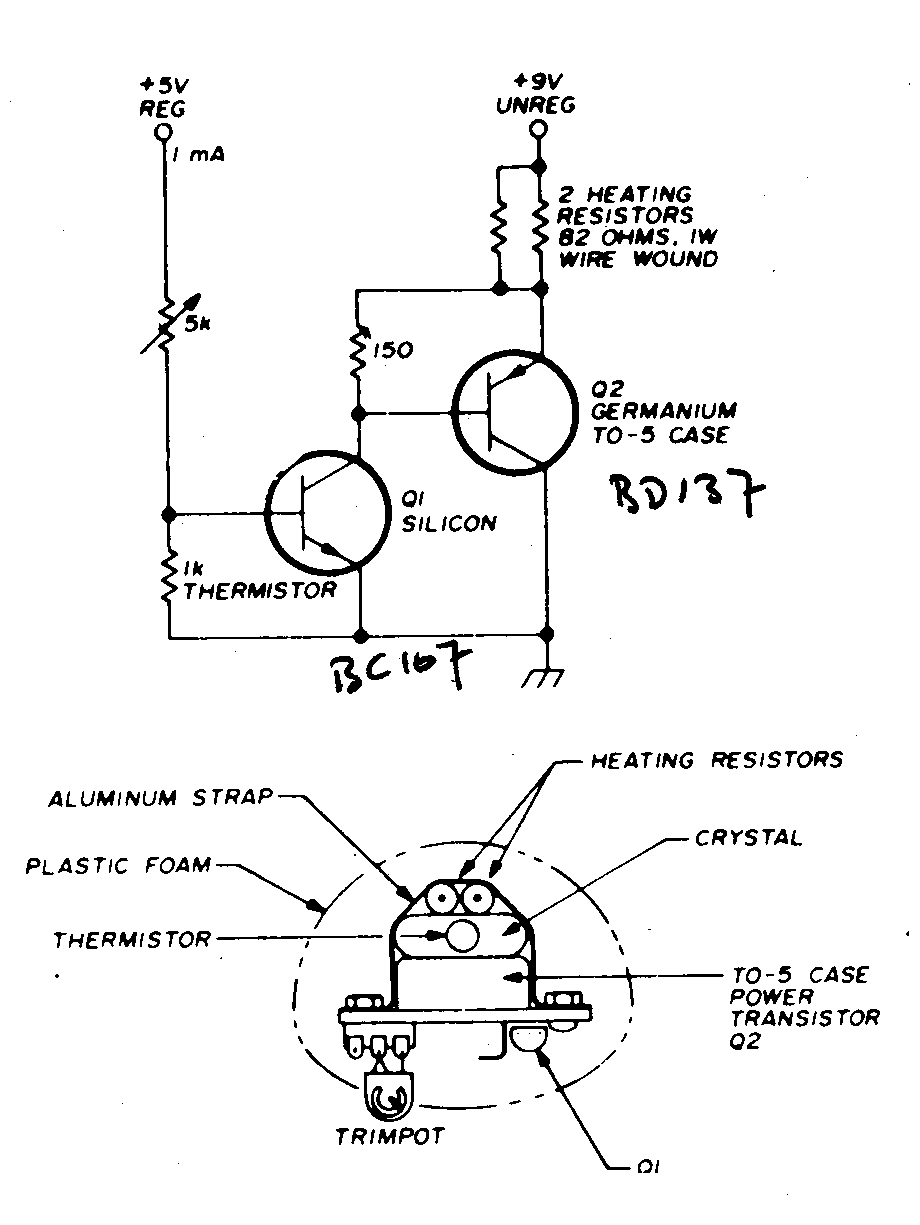 +5V
REG
1 mA
+9V
UNREG
2 HEATING
RESISTORS
82 OHMS, 1W
WIRE WOUND
5k
150
Q2
GERMANIUM
TO-5 CASE
BD137
Q1
SILICON
1k
THERMISTOR
BC107
HEATING RESISTORS
ALUMINUM STRAP
CRYSTAL
PLASTIC FOAM
THERMISTOR
TO-5 CASE
POWER
TRANSISTOR
Q2
TRIMPOT
Q1